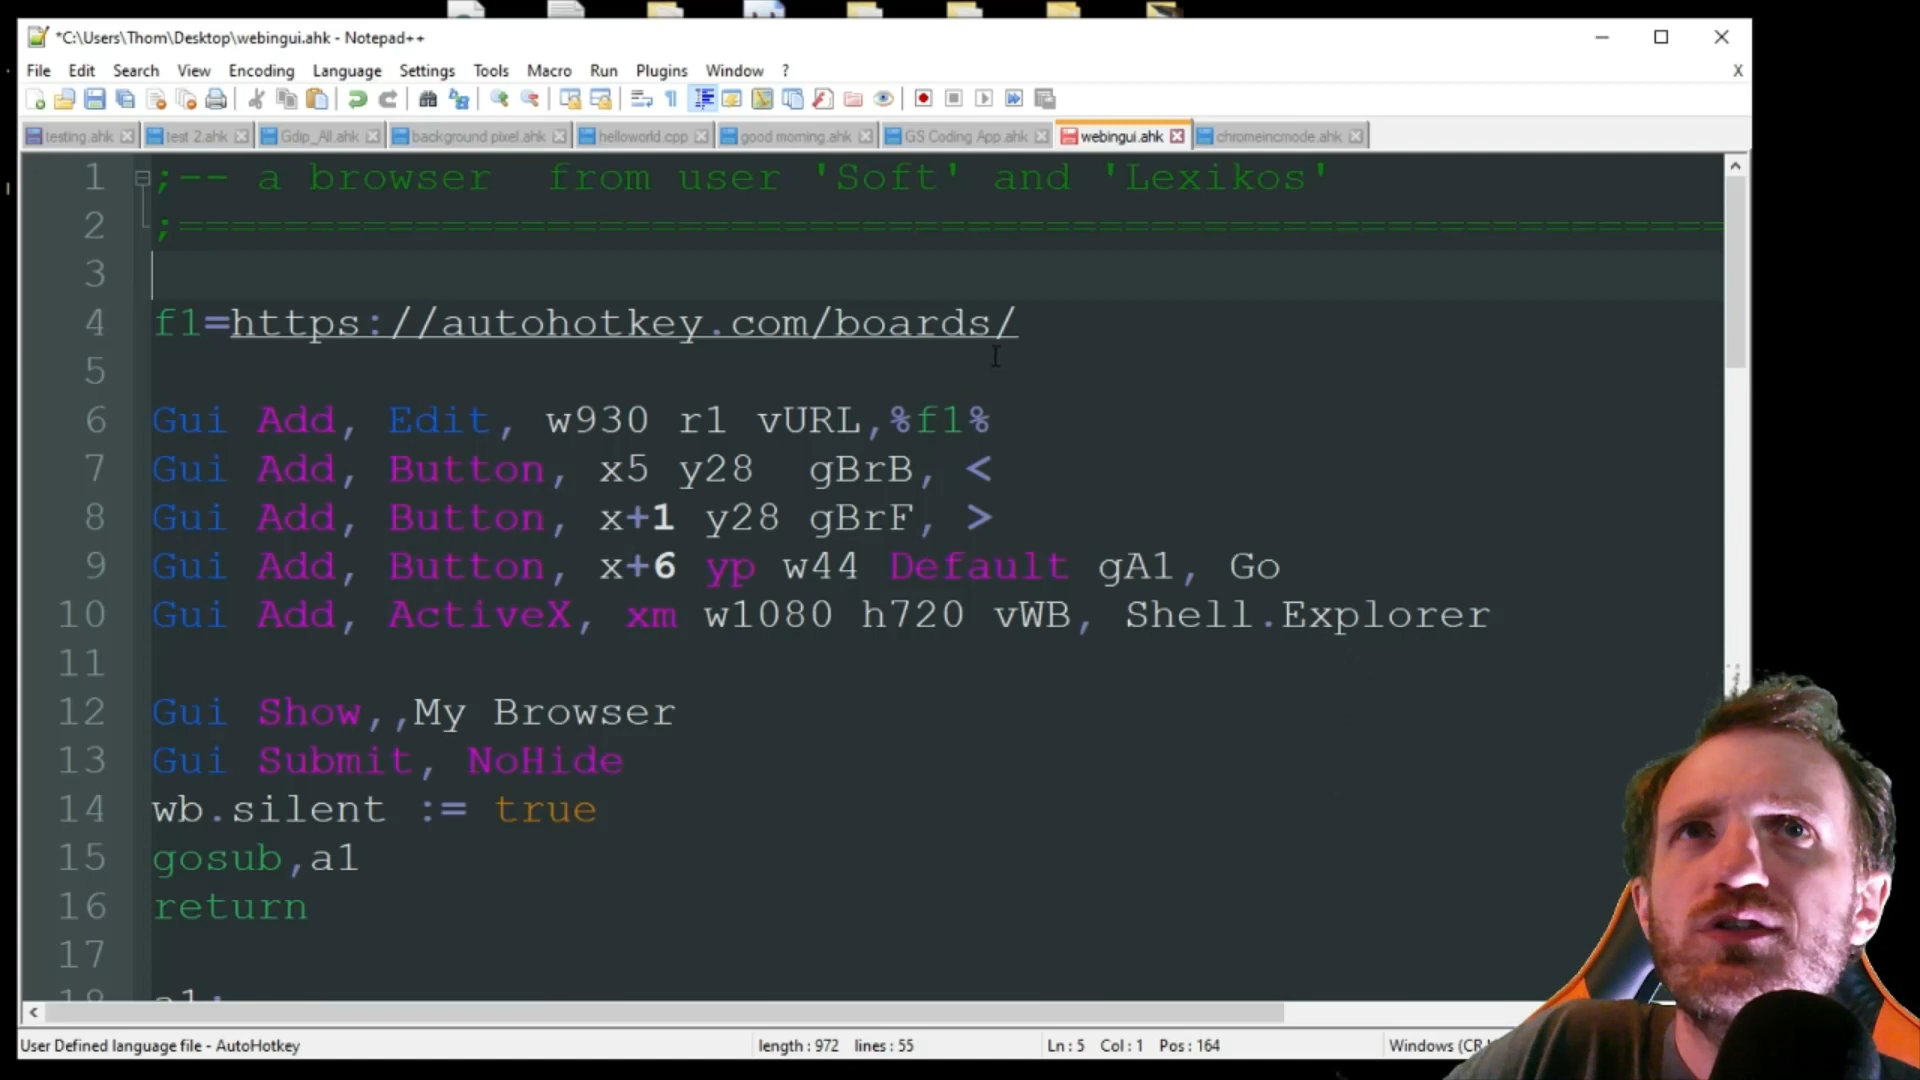 *C:\Users\Thom\Desktop\webingui.ahk - Notepad++
File Edit Search View Encoding Language Settings Tools Macro Run Plugins Window ? X
testing.ahk test 2.ahk Gdip_All.ahk background pixel.ahk helloworld.cpp good morning.ahk GS Coding App.ahk webingui.ahk chromeincmode.ahk
1 ;-- a browser  from user 'Soft' and 'Lexikos'
2 ;============================================================
3
4 f1=https://autohotkey.com/boards/
5
6 Gui Add, Edit, w930 r1 vURL,%f1%
7 Gui Add, Button, x5 y28  gBrB, <
8 Gui Add, Button, x+1 y28 gBrF, >
9 Gui Add, Button, x+6 yp w44 Default gA1, Go
10 Gui Add, ActiveX, xm w1080 h720 vWB, Shell.Explorer
11
12 Gui Show,,My Browser
13 Gui Submit, NoHide
14 wb.silent := true
15 gosub,a1
16 return
17
18 a1:
User Defined language file - AutoHotkey length : 972 lines : 55 Ln : 5 Col : 1 Pos : 164 Windows (CR